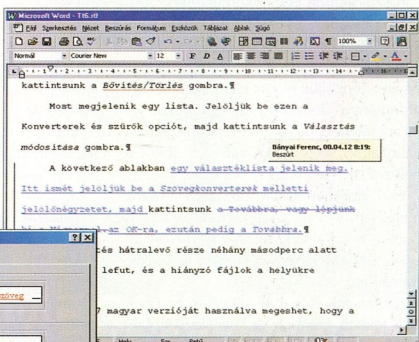 Microsoft Word - Tt6.rtf
Fájl Szerkesztés Nézet Beszúrás Formátum Eszközök Táblázat Ablak Súgó
100%
Normál Courier New 12 F D A
kattintsunk a Bővítés/Törlés gombra.¶
Most megjelenik egy lista. Jelöljük be ezen a
Konverterek és szűrők opciót, majd kattintsunk a Választás
módosítása gombra.¶
Bányai Ferenc, 00.04.12 8:19:
Beszúrt
A következő ablakban egy választéklista jelenik meg.
Itt ismét jelöljük be a Szövegkonverterek melletti
jelölőnégyzetet, majd kattintsunk a Továbbra, vagy lépjünk
az OK-ra, ezután pedig a Továbbra.¶
tés hátralevő része néhány másodperc alatt
lefut, és a hiányzó fájlok a helyükre
szöveg
7 magyar verzióját használva megeshet, hogy a